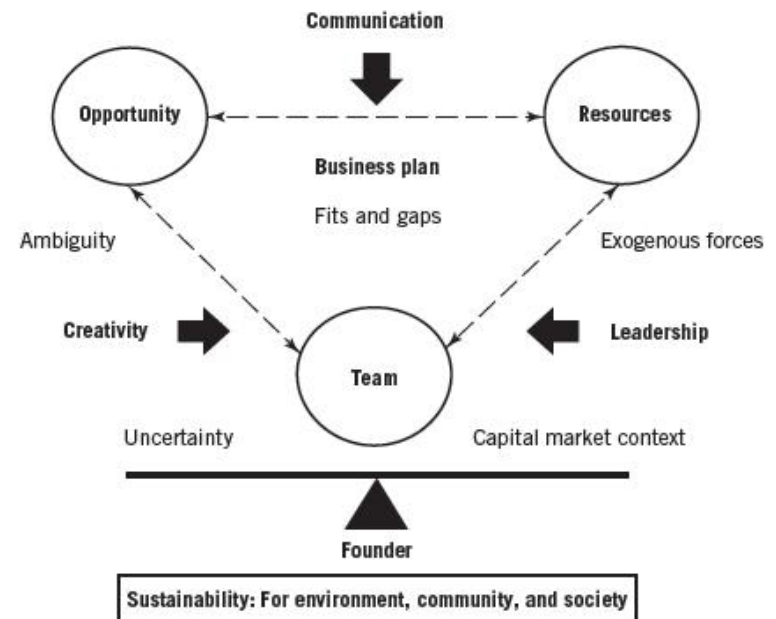 Communication
Opportunity
Resources
Business plan
Fits and gaps
Ambiguity
Exogenous forces
Creativity
Leadership
Team
Uncertainty
Capital market context
Founder
Sustainability: For environment, community, and society